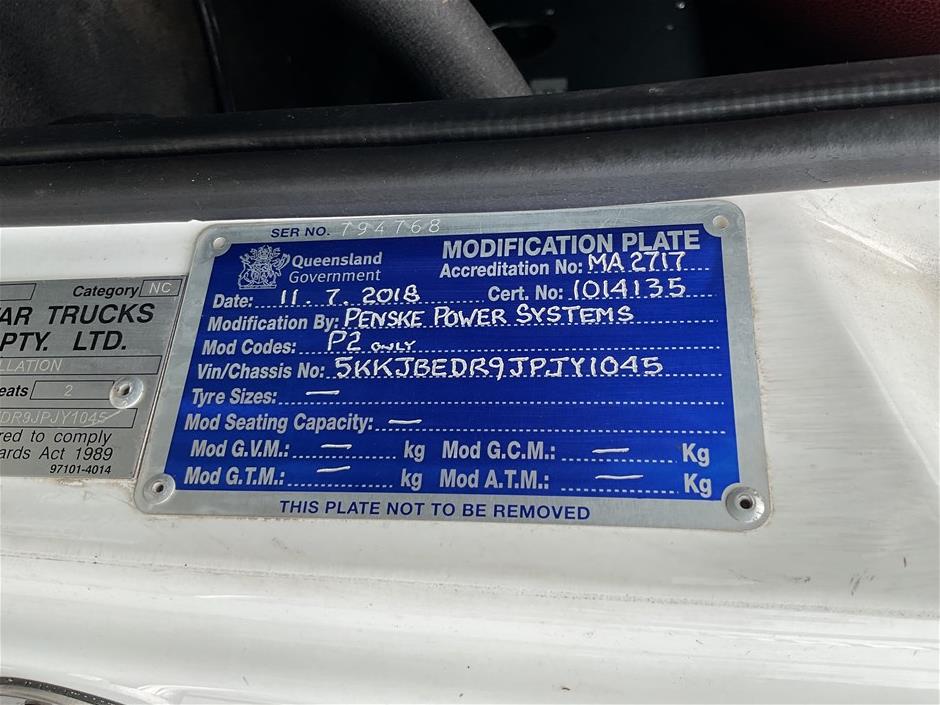 SER NO. 794768
Queensland
Government
MODIFICATION PLATE
Accreditation No: MA2717
Date: 11.7.2018 Cert. No: 1014135
Modification By: PENSKE POWER SYSTEMS
Mod Codes: P2 ONLY
Vin/Chassis No: 5KKJBEDR9JPJY1045
Tyre Sizes: —
Mod Seating Capacity: —
Mod G.V.M.: — kg Mod G.C.M.: — Kg
Mod G.T.M.: — kg Mod A.T.M.: — Kg
THIS PLATE NOT TO BE REMOVED
Category NC
AR TRUCKS
PTY. LTD.
LLATION
eats 2
DR9JPJY1045
red to comply
ards Act 1989
97101-4014